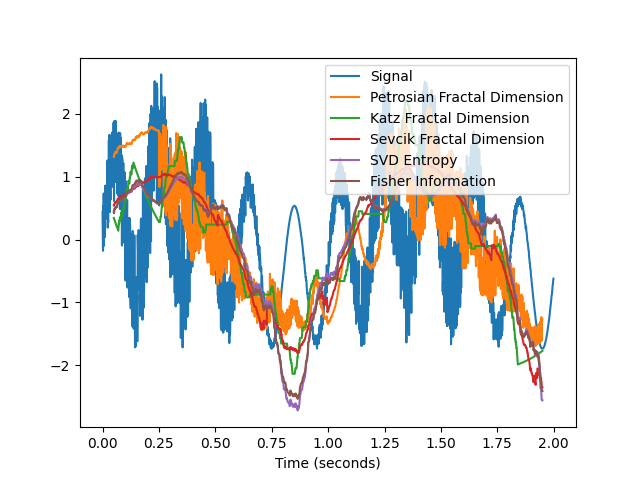 Signal
Petrosian Fractal Dimension
Katz Fractal Dimension
Sevcik Fractal Dimension
SVD Entropy
Fisher Information
2
1
0
−1
−2
0.00 0.25 0.50 0.75 1.00 1.25 1.50 1.75 2.00
Time (seconds)